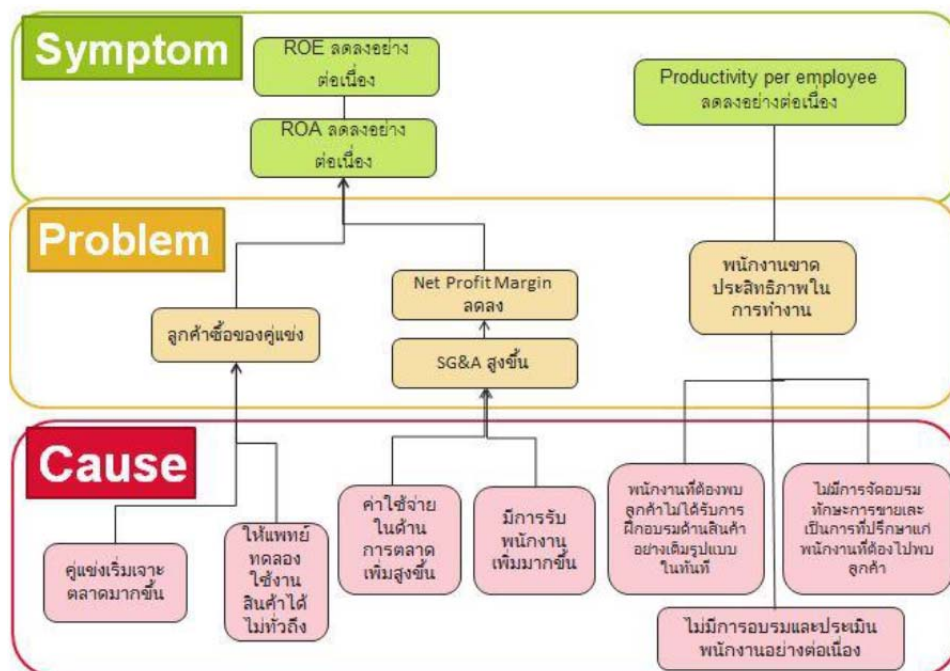 Symptom
ROE ลดลงอย่าง
ต่อเนื่อง
ROA ลดลงอย่าง
ต่อเนื่อง
Productivity per employee
ลดลงอย่างต่อเนื่อง
Problem
ลูกค้าซื้อของคู่แข่ง
Net Profit Margin
ลดลง
SG&A สูงขึ้น
พนักงานขาด
ประสิทธิภาพใน
การทำงาน
Cause
คู่แข่งเริ่มเจาะ
ตลาดมากขึ้น
ให้แพทย์
ทดลอง
ใช้งาน
สินค้าได้
ไม่ทั่วถึง
ค่าใช้จ่าย
ในด้าน
การตลาด
เพิ่มสูงขึ้น
มีการรับ
พนักงาน
เพิ่มมากขึ้น
พนักงานที่ต้องพบ
ลูกค้าไม่ได้รับการ
ฝึกอบรมด้านสินค้า
อย่างเต็มรูปแบบ
ในทันที
ไม่มีการจัดอบรม
ทักษะการขายและ
เป็นการที่ปรึกษาแก่
พนักงานที่ต้องไปพบ
ลูกค้า
ไม่มีการอบรมและประเมิน
พนักงานอย่างต่อเนื่อง